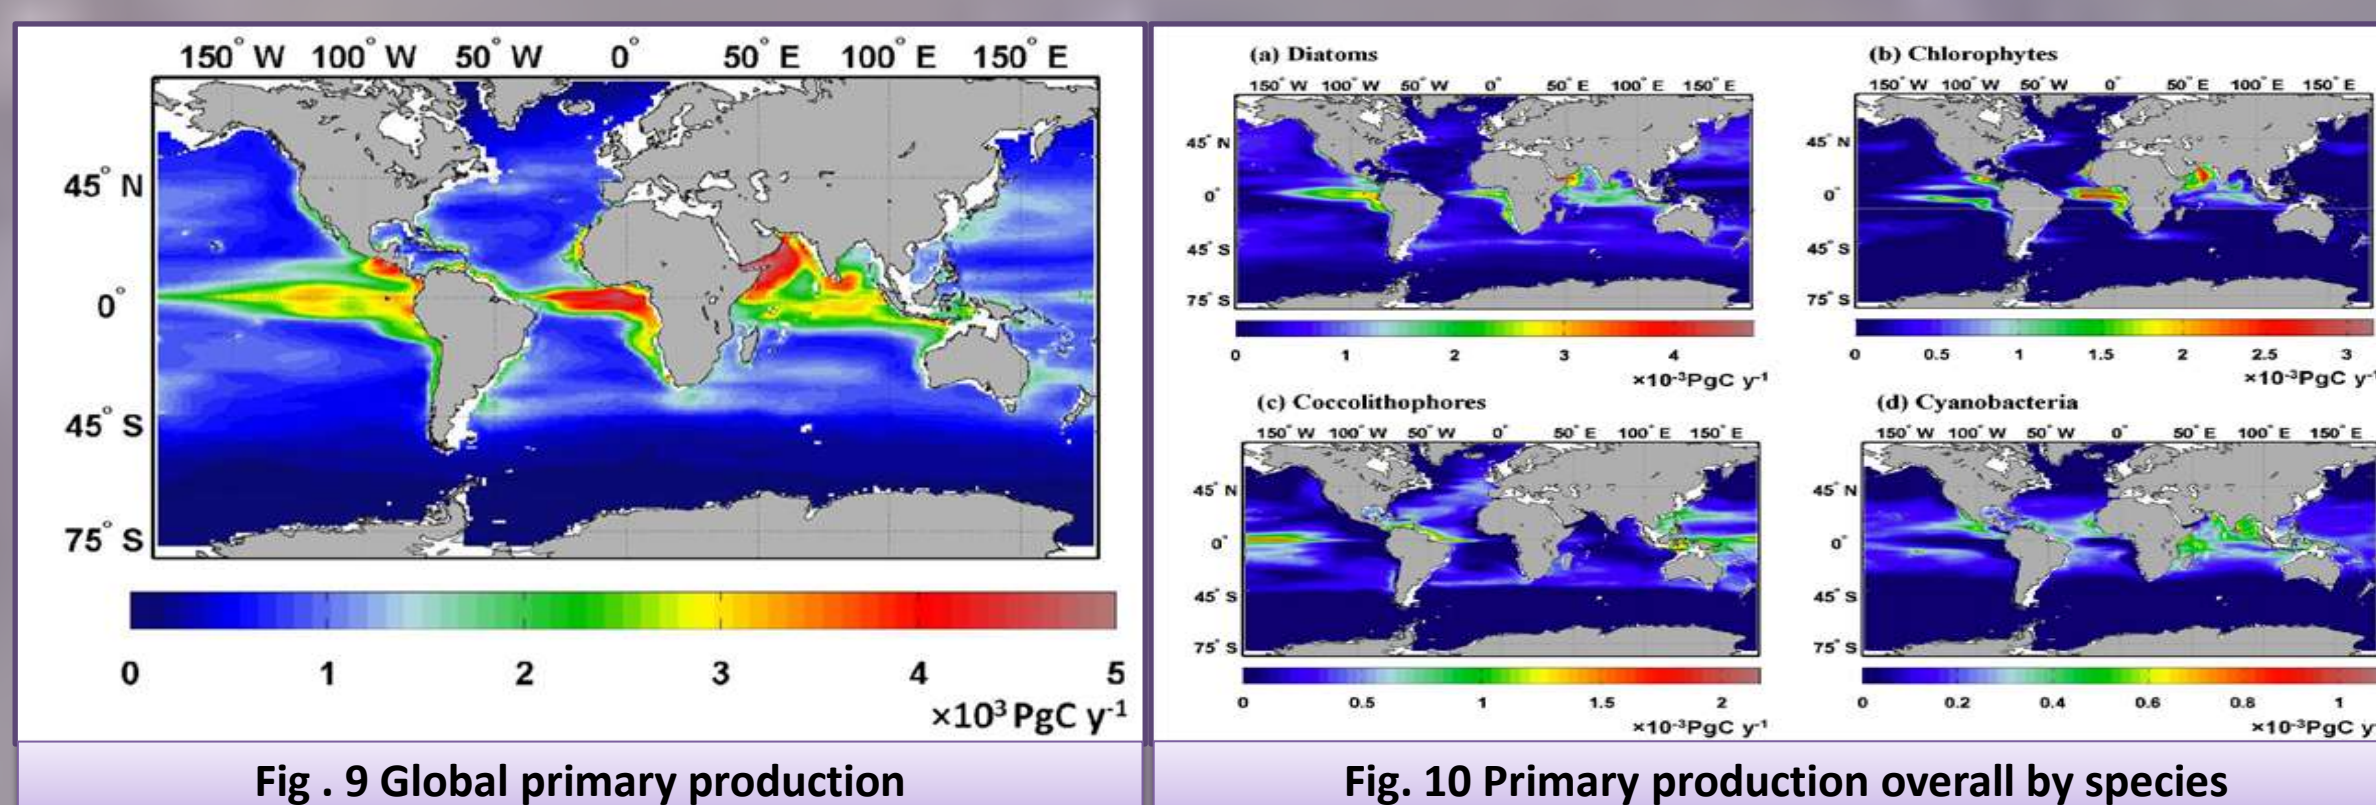 150° W 100° W 50° W 0° 50° E 100° E 150° E
45° N
0°
45° S
75° S
0 1 2 3 4 5
×10³ PgC y⁻¹
Fig . 9 Global primary production
(a) Diatoms
150° W 100° W 50° W 0° 50° E 100° E 150° E
45° N
0°
45° S
75° S
0 1 2 3 4
×10⁻³PgC y⁻¹
(b) Chlorophytes
150° W 100° W 50° W 0° 50° E 100° E 150° E
45° N
0°
45° S
75° S
0 0.5 1 1.5 2 2.5 3
×10⁻³PgC y⁻¹
(c) Coccolithophores
150° W 100° W 50° W 0° 50° E 100° E 150° E
45° N
0°
45° S
75° S
0 0.5 1 1.5 2
×10⁻³PgC y⁻¹
(d) Cyanobacteria
150° W 100° W 50° W 0° 50° E 100° E 150° E
45° N
0°
45° S
75° S
0 0.2 0.4 0.6 0.8 1
×10⁻³PgC y⁻
Fig. 10 Primary production overall by species